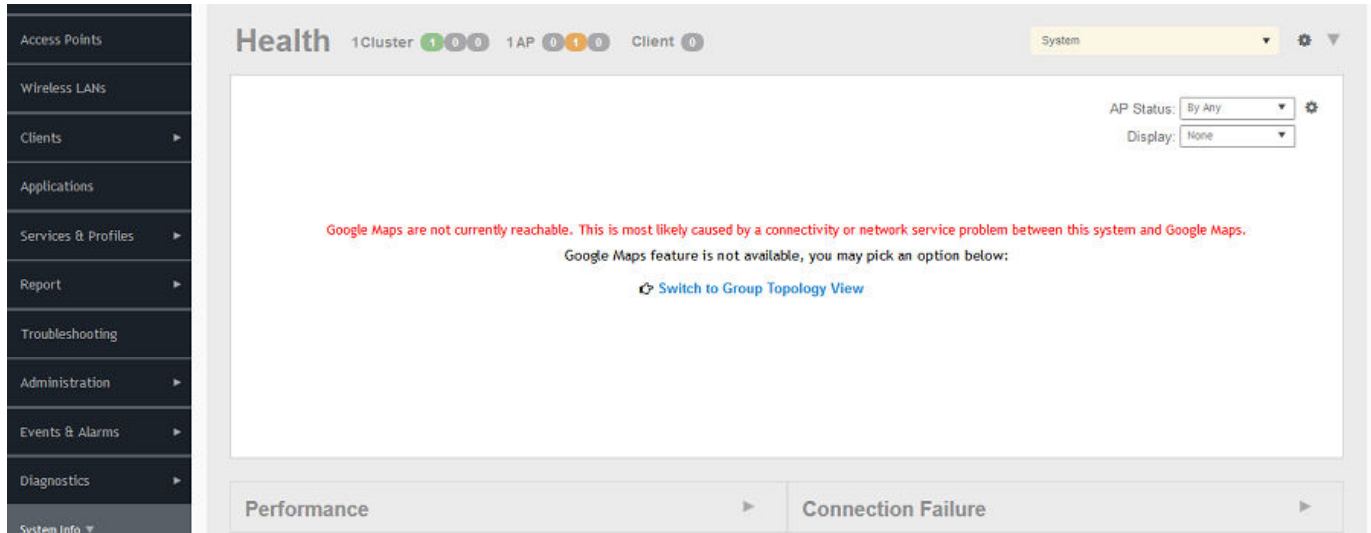 Access Points
Wireless LANs
Clients
Applications
Services & Profiles
Report
Troubleshooting
Administration
Events & Alarms
Diagnostics
System Info
Health 1Cluster 1 0 0 1AP 0 1 0 Client 0
System
AP Status: By Any
Display: None
Google Maps are not currently reachable. This is most likely caused by a connectivity or network service problem between this system and Google Maps.
Google Maps feature is not available, you may pick an option below:
Switch to Group Topology View
Performance
Connection Failure